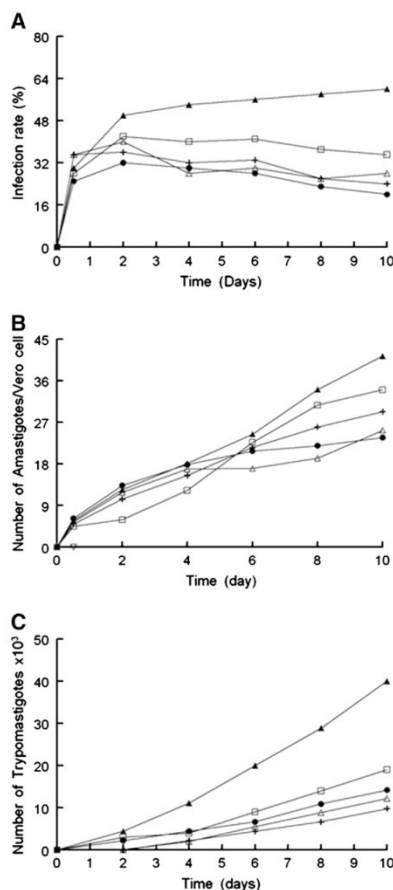 A
80
64
48
32
16
0
Infection rate (%)
0 1 2 3 4 5 6 7 8 9 10
Time (Days)
B
45
36
27
18
9
0
Number of Amastigotes/Vero cell
0 2 4 6 8 10
Time (day)
C
50
40
30
20
10
0
Number of Trypomastigotes x10³
0 1 2 3 4 5 6 7 8 9 10
Time (days)